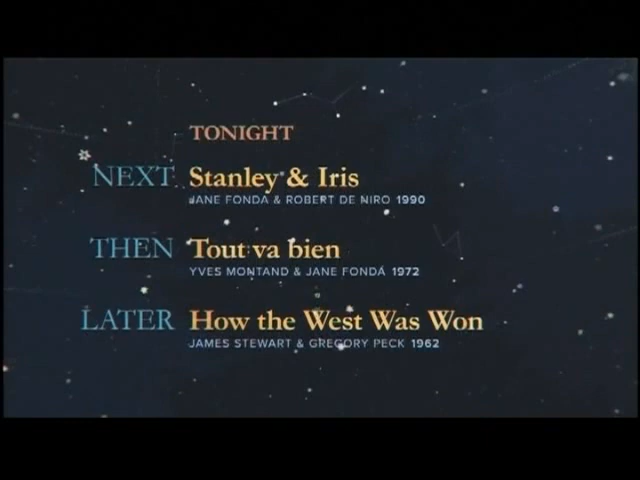 TONIGHT
NEXT Stanley & Iris
JANE FONDA & ROBERT DE NIRO 1990
THEN Tout va bien
YVES MONTAND & JANE FONDA 1972
LATER How the West Was Won
JAMES STEWART & GREGORY PECK 1962